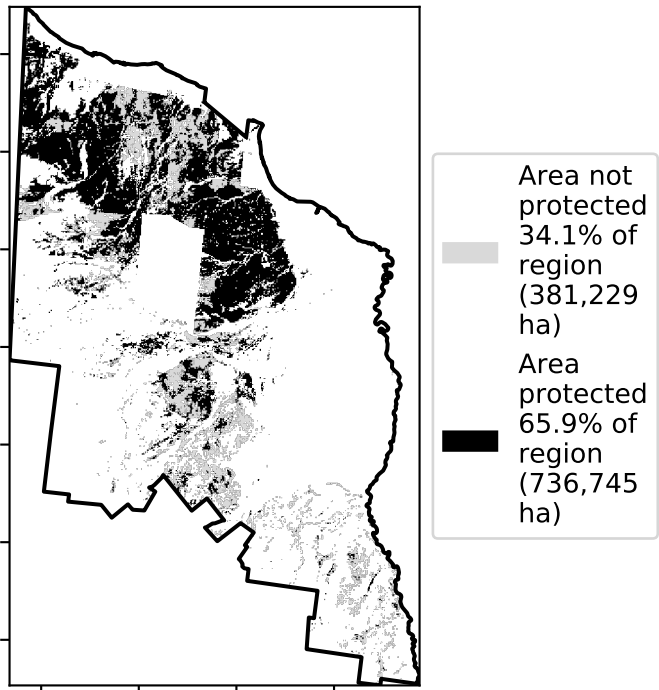 Area not
protected
34.1% of
region
(381,229
ha)
Area
protected
65.9% of
region
(736,745
ha)